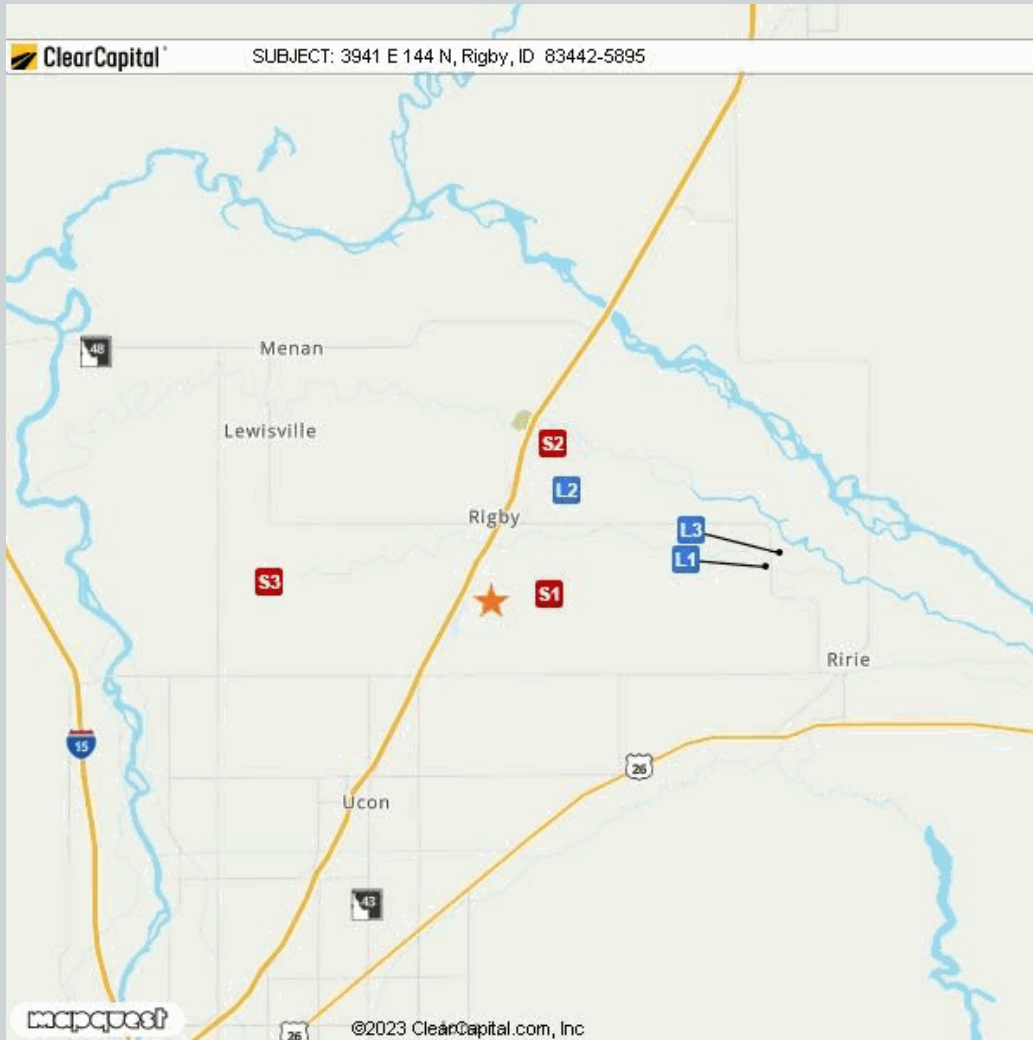 ClearCapital
SUBJECT: 3941 E 144 N, Rigby, ID 83442-5895
48
Menan
Lewisville
S2
L2
Rigby
L3
L1
S3
S1
Ririe
15
26
Ucon
43
mapquest
26
©2023 ClearCapital.com, Inc